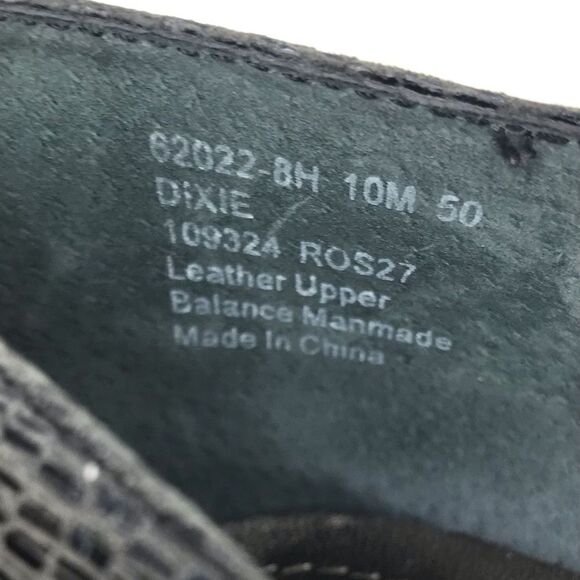 62022-8H 10M 50
DIXIE
109324 ROS27
Leather Upper
Balance Manmade
Made In China